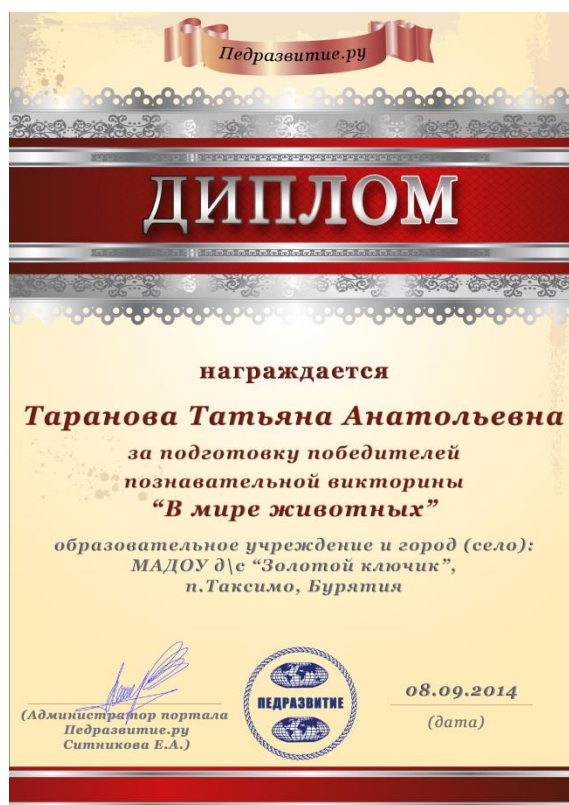 Педразвитие.ру
ДИПЛОМ
награждается
Таранова Татьяна Анатольевна
за подготовку победителей
познавательной викторины
“В мире животных”
образовательное учреждение и город (село):
МАДОУ д\с “Золотой ключик”,
п.Таксимо, Бурятия
ПЕДРАЗВИТИЕ
08.09.2014
(дата)
(Администратор портала
Педразвитие.ру
Ситникова Е.А.)